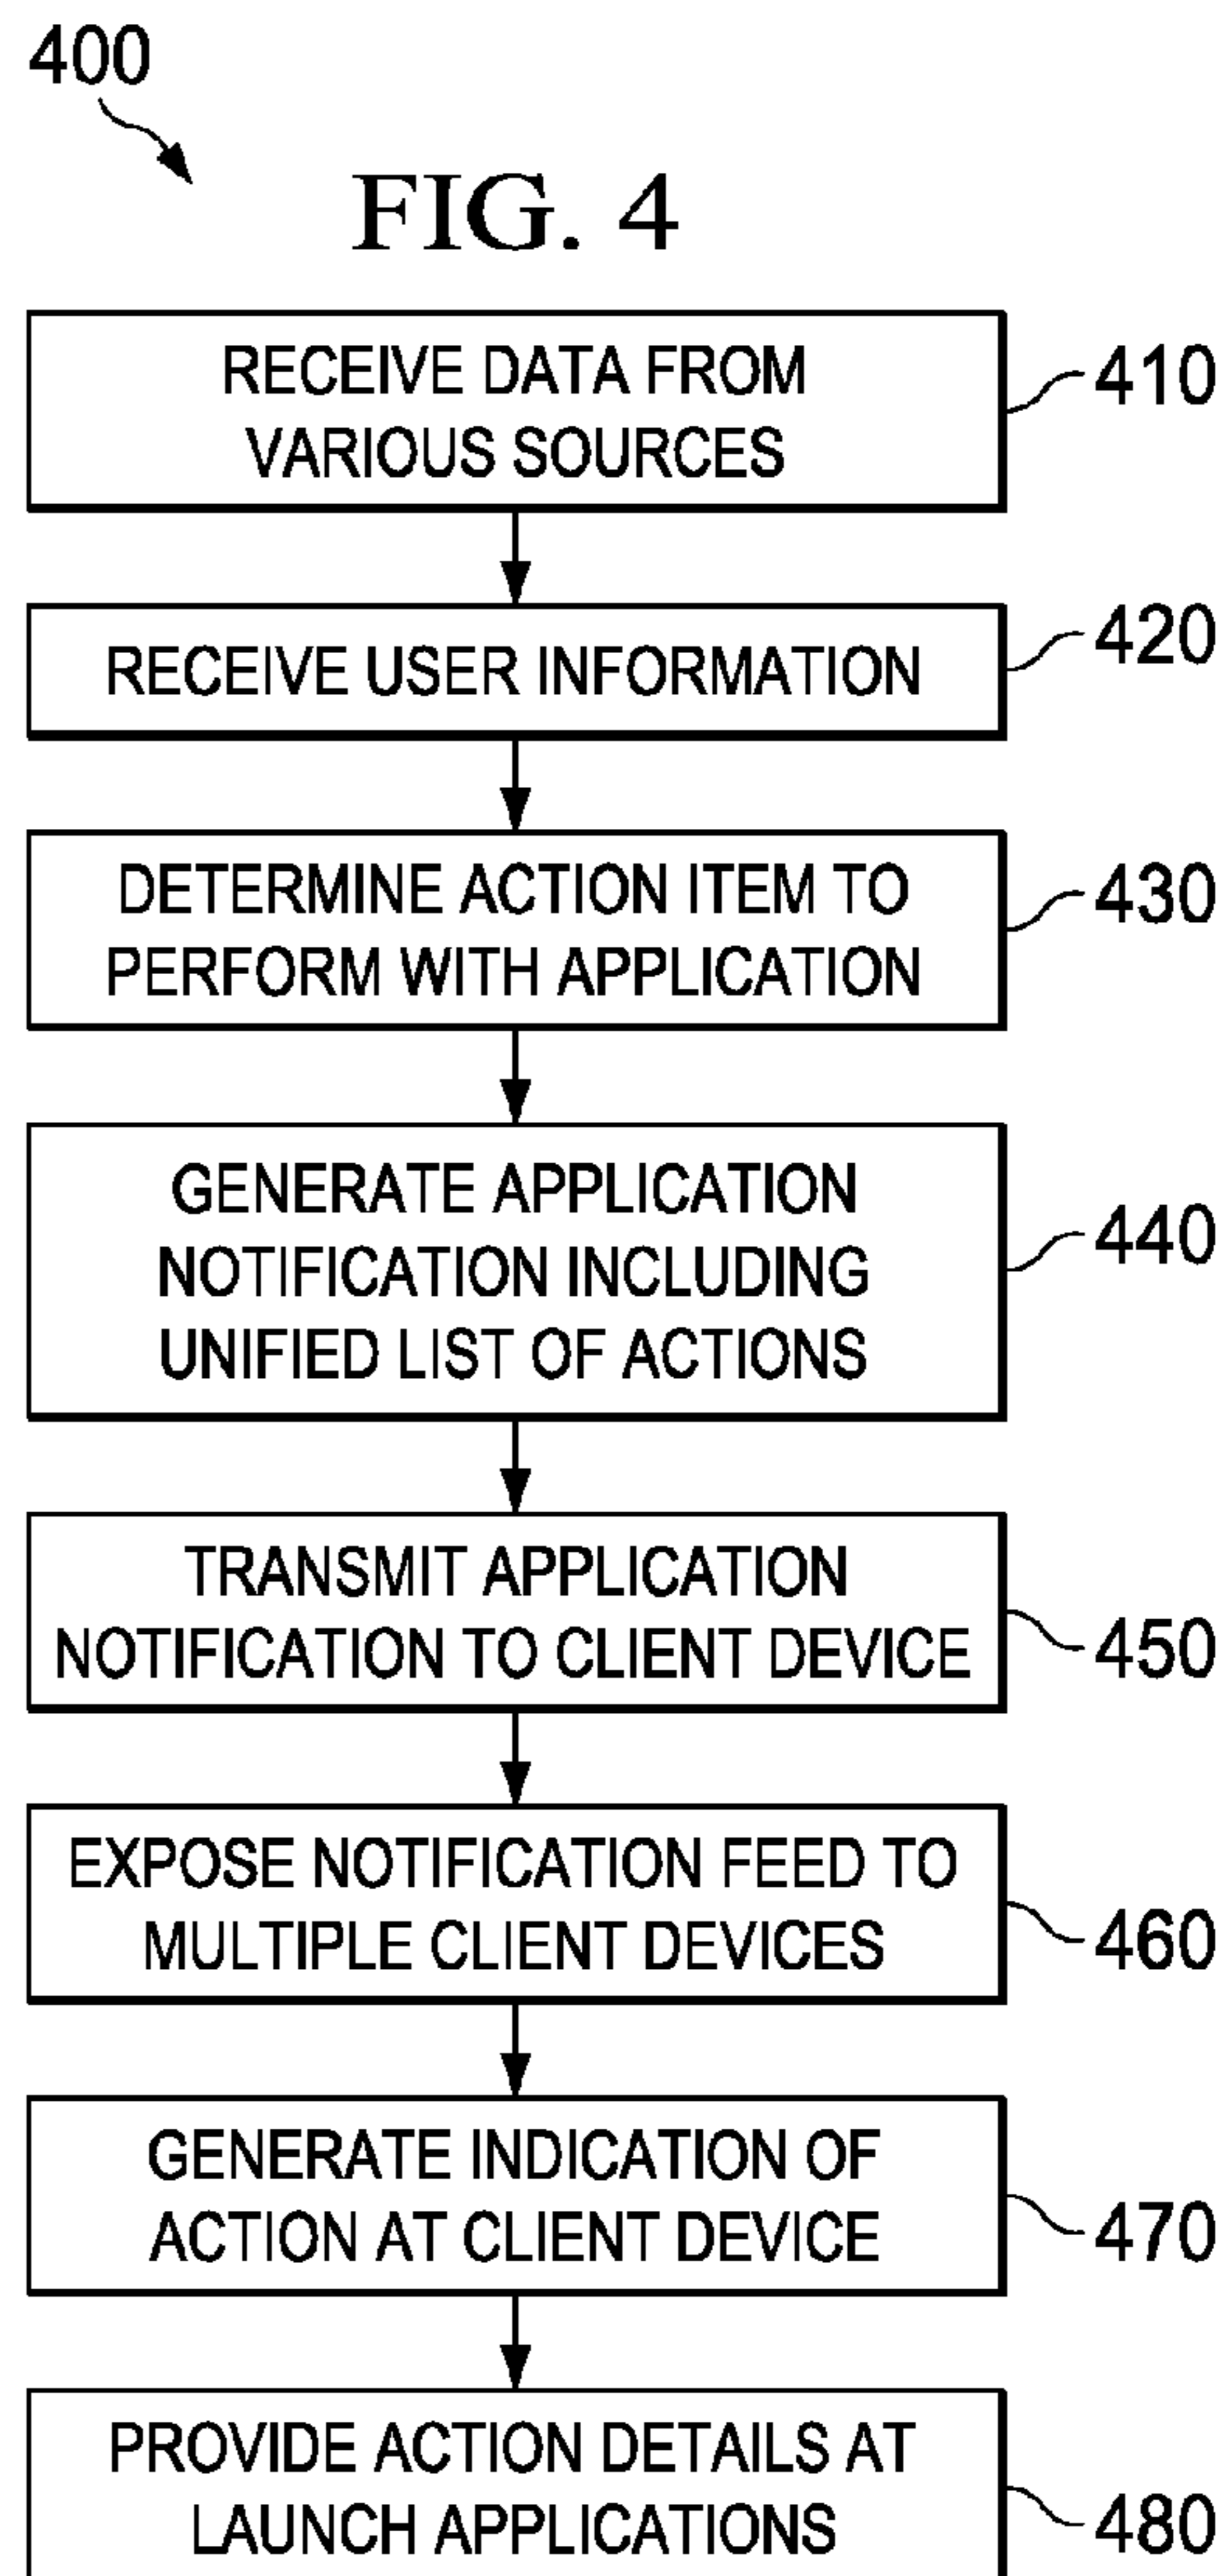 400
FIG. 4
RECEIVE DATA FROM
VARIOUS SOURCES
410
RECEIVE USER INFORMATION
420
DETERMINE ACTION ITEM TO
PERFORM WITH APPLICATION
430
GENERATE APPLICATION
NOTIFICATION INCLUDING
UNIFIED LIST OF ACTIONS
440
TRANSMIT APPLICATION
NOTIFICATION TO CLIENT DEVICE
450
EXPOSE NOTIFICATION FEED TO
MULTIPLE CLIENT DEVICES
460
GENERATE INDICATION OF
ACTION AT CLIENT DEVICE
470
PROVIDE ACTION DETAILS AT
LAUNCH APPLICATIONS
480